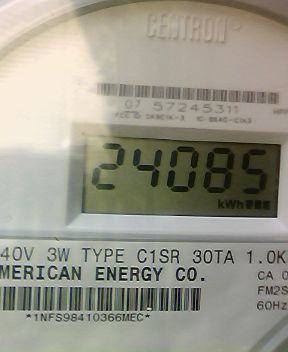 CENTRON®
07 57245311
24085
kWh
40V 3W TYPE C1SR 30TA 1.0K
MERICAN ENERGY CO.
CA 0
FM2S
60Hz
*1NFS98410366MEC*